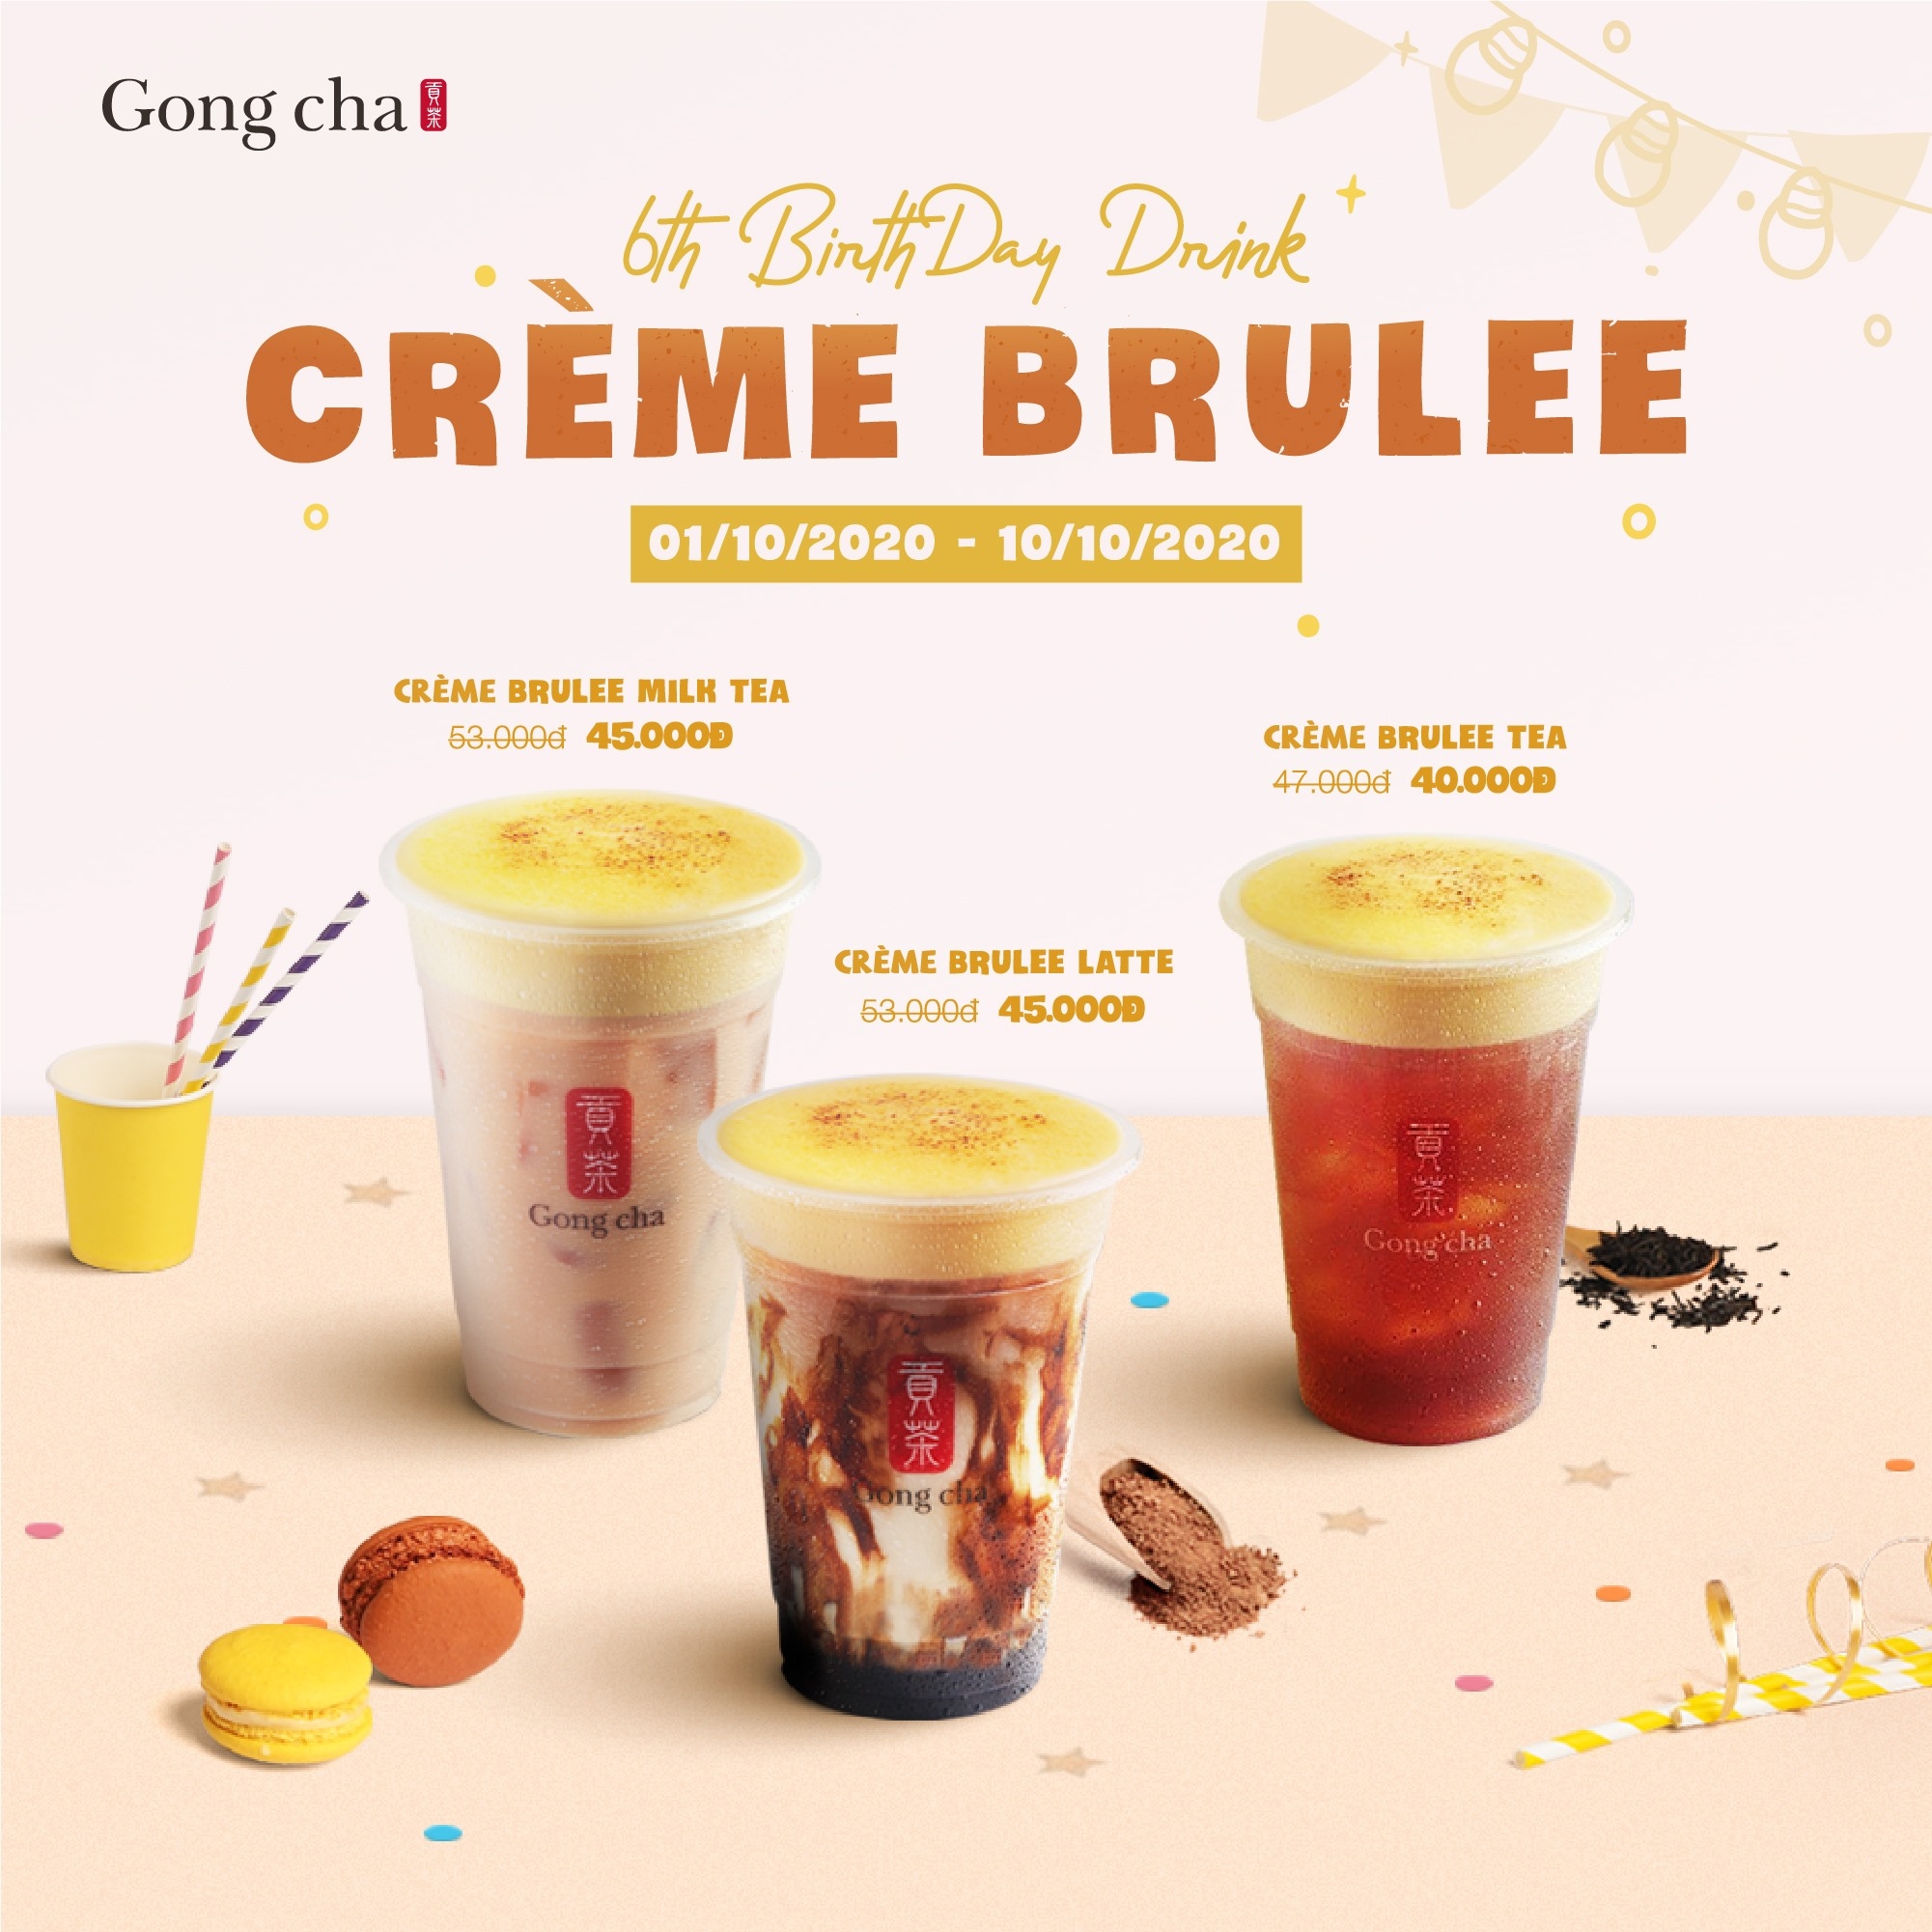 Gong cha 貢茶
6th BirthDay Drink
CRÈME BRULEE
01/10/2020 - 10/10/2020
CRÈME BRULEE MILK TEA
53.000đ 45.000Đ
CRÈME BRULEE TEA
47.000đ 40.000Đ
CRÈME BRULEE LATTE
53.000đ 45.000Đ
貢茶
Gong cha
貢茶
Gong cha
貢茶
Gong cha